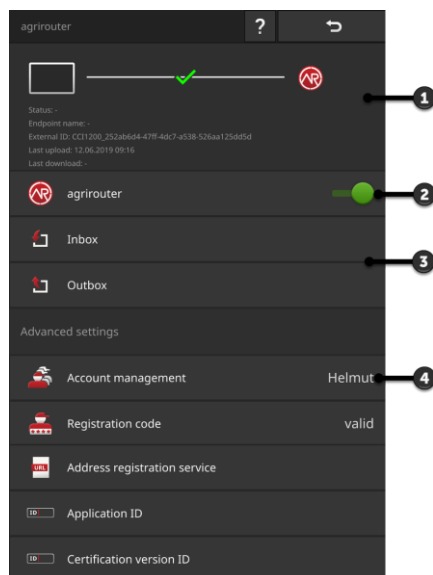 agrirouter
?
AR
Status: -
Endpoint name: -
External ID: CCI1200_252ab6d4-47ff-4dc7-a538-526aa125dd5d
Last upload: 12.06.2019 09:16
Last download: -
1
AR
agrirouter
2
Inbox
3
Outbox
Advanced settings
Account management
Helmut
4
Registration code
valid
URL
Address registration service
ID
Application ID
ID
Certification version ID